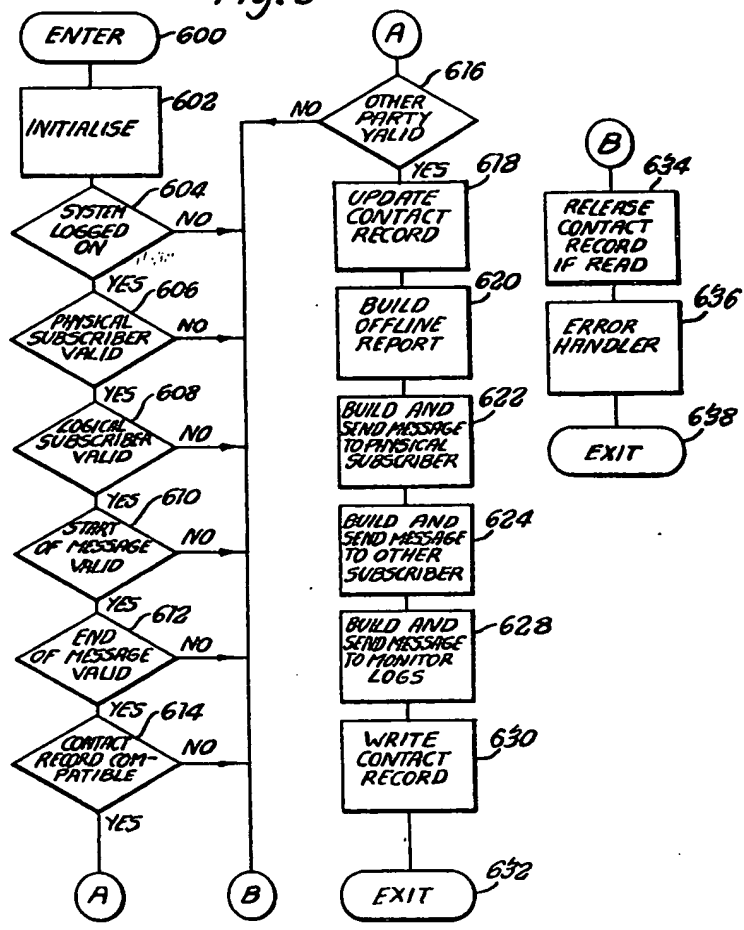 ENTER
600
INITIALISE
602
SYSTEM
LOGGED
ON
604
NO
YES
PHYSICAL
SUBSCRIBER
VALID
606
NO
YES
LOGICAL
SUBSCRIBER
VALID
608
NO
YES
START
OF MESSAGE
VALID
610
NO
YES
END
OF MESSAGE
VALID
612
NO
YES
CONTACT
RECORD COM-
PATIBLE
614
NO
YES
A
B
A
OTHER
PARTY
VALID
616
NO
YES
UPDATE
CONTACT
RECORD
618
BUILD
OFFLINE
REPORT
620
BUILD AND
SEND MESSAGE
TO PHYSICAL
SUBSCRIBER
622
BUILD AND
SEND MESSAGE
TO OTHER
SUBSCRIBER
624
BUILD AND
SEND MESSAGE
TO MONITOR
LOGS
628
WRITE
CONTACT
RECORD
630
EXIT
632
B
RELEASE
CONTACT
RECORD
IF READ
634
ERROR
HANDLER
636
EXIT
638